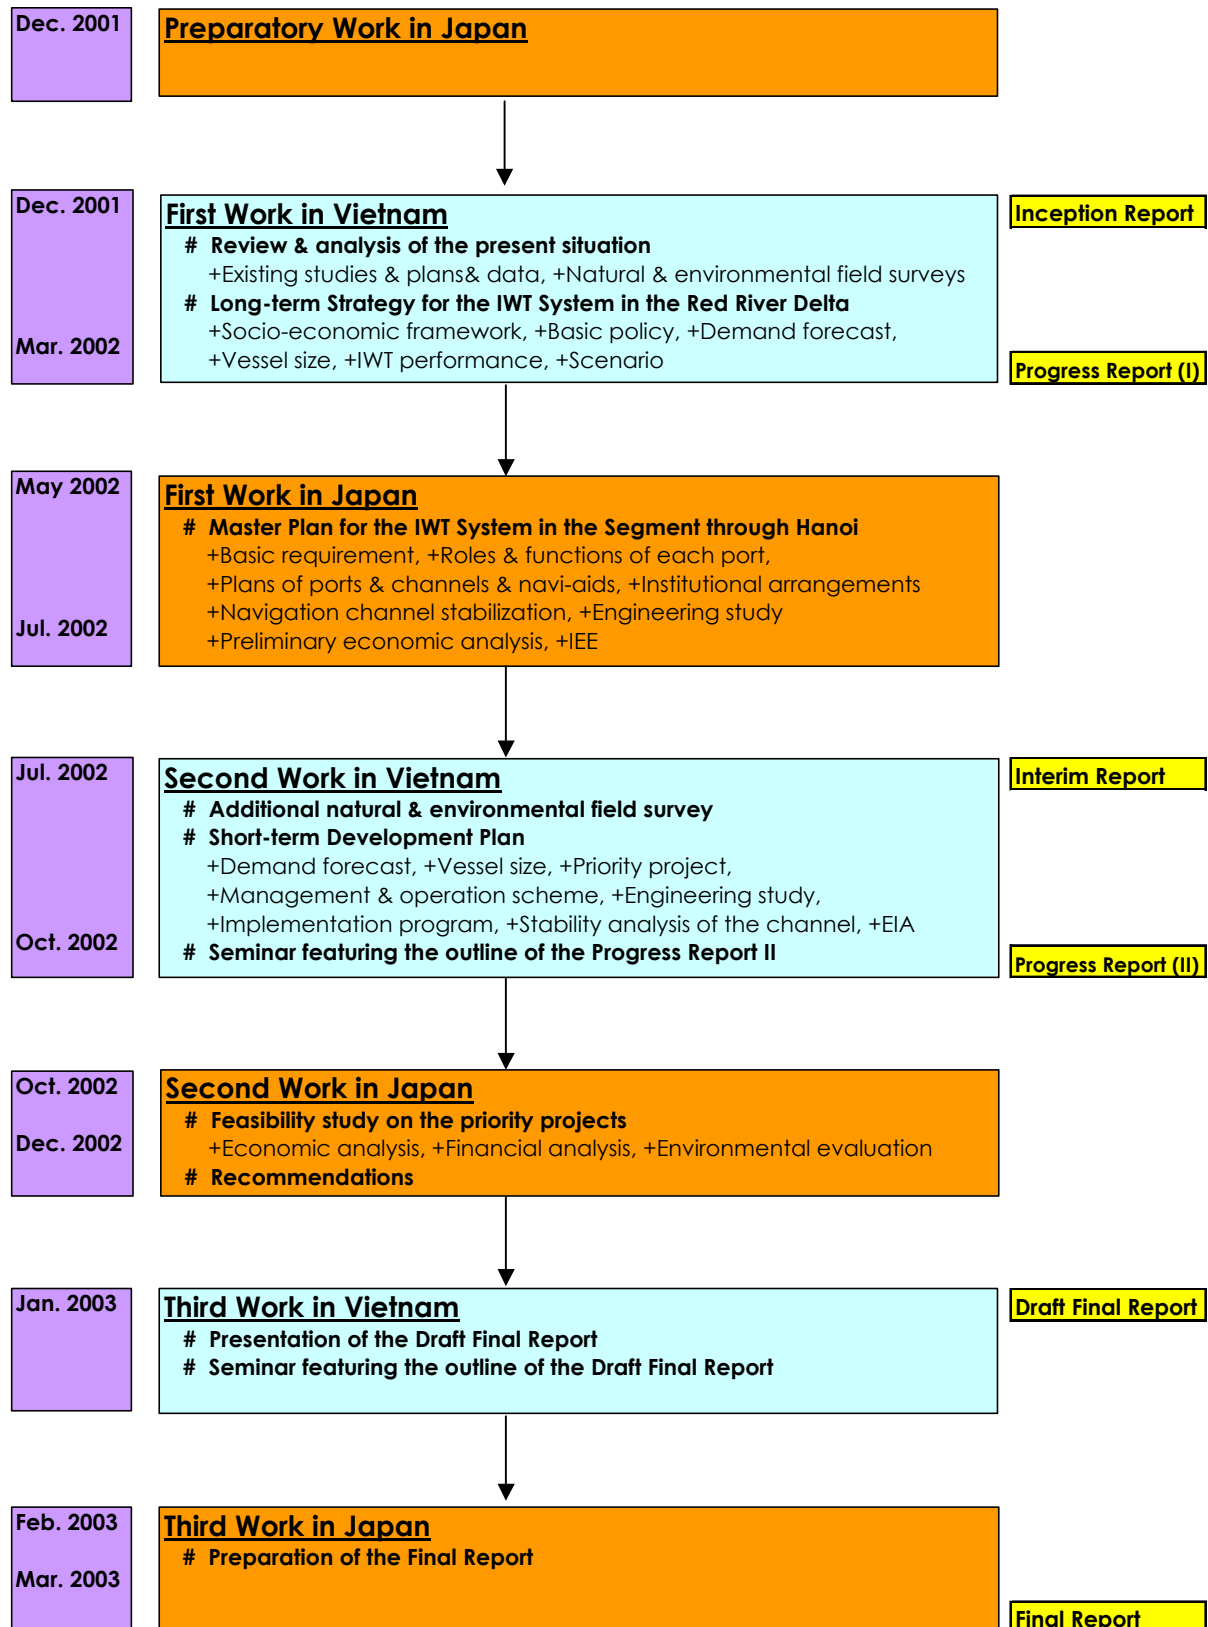 Dec. 2001
Preparatory Work in Japan
Dec. 2001
Mar. 2002
First Work in Vietnam
# Review & analysis of the present situation
+Existing studies & plans& data, +Natural & environmental field surveys
# Long-term Strategy for the IWT System in the Red River Delta
+Socio-economic framework, +Basic policy, +Demand forecast,
+Vessel size, +IWT performance, +Scenario
Inception Report
Progress Report (I)
May 2002
Jul. 2002
First Work in Japan
# Master Plan for the IWT System in the Segment through Hanoi
+Basic requirement, +Roles & functions of each port,
+Plans of ports & channels & navi-aids, +Institutional arrangements
+Navigation channel stabilization, +Engineering study
+Preliminary economic analysis, +IEE
Jul. 2002
Oct. 2002
Second Work in Vietnam
# Additional natural & environmental field survey
# Short-term Development Plan
+Demand forecast, +Vessel size, +Priority project,
+Management & operation scheme, +Engineering study,
+Implementation program, +Stability analysis of the channel, +EIA
# Seminar featuring the outline of the Progress Report II
Interim Report
Progress Report (II)
Oct. 2002
Dec. 2002
Second Work in Japan
# Feasibility study on the priority projects
+Economic analysis, +Financial analysis, +Environmental evaluation
# Recommendations
Jan. 2003
Third Work in Vietnam
# Presentation of the Draft Final Report
# Seminar featuring the outline of the Draft Final Report
Draft Final Report
Feb. 2003
Mar. 2003
Third Work in Japan
# Preparation of the Final Report
Final Report